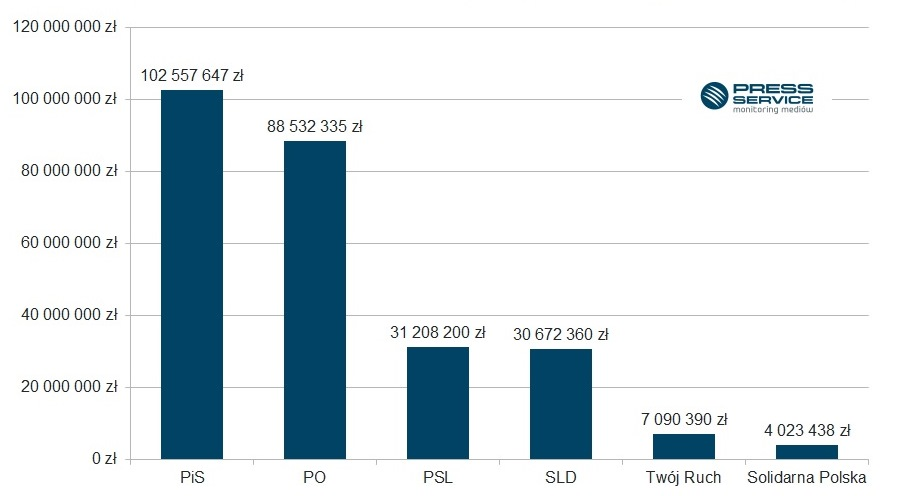 120 000 000 zł
100 000 000 zł
80 000 000 zł
60 000 000 zł
40 000 000 zł
20 000 000 zł
0 zł
102 557 647 zł
88 532 335 zł
31 208 200 zł
30 672 360 zł
7 090 390 zł
4 023 438 zł
PRESS
SERVICE
monitoring mediów
PiS
PO
PSL
SLD
Twój Ruch
Solidarna Polska